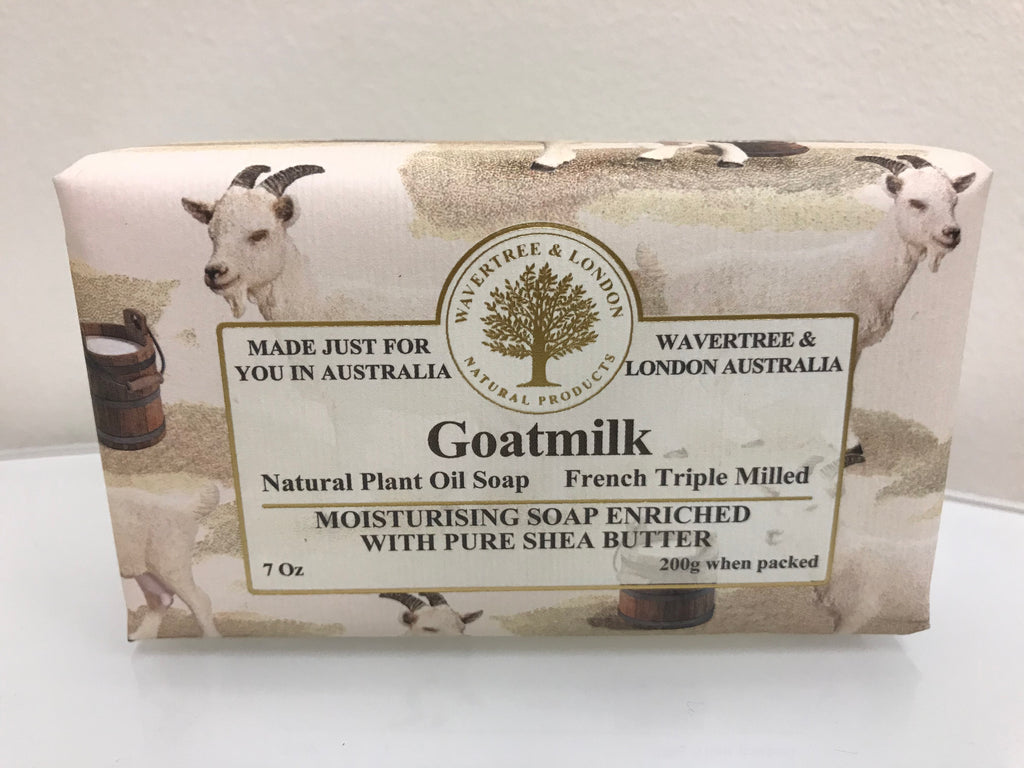 WAVERTREE & LONDON
NATURAL PRODUCTS
MADE JUST FOR
YOU IN AUSTRALIA
WAVERTREE &
LONDON AUSTRALIA
Goatmilk
Natural Plant Oil Soap French Triple Milled
MOISTURISING SOAP ENRICHED
WITH PURE SHEA BUTTER
7 Oz 200g when packed